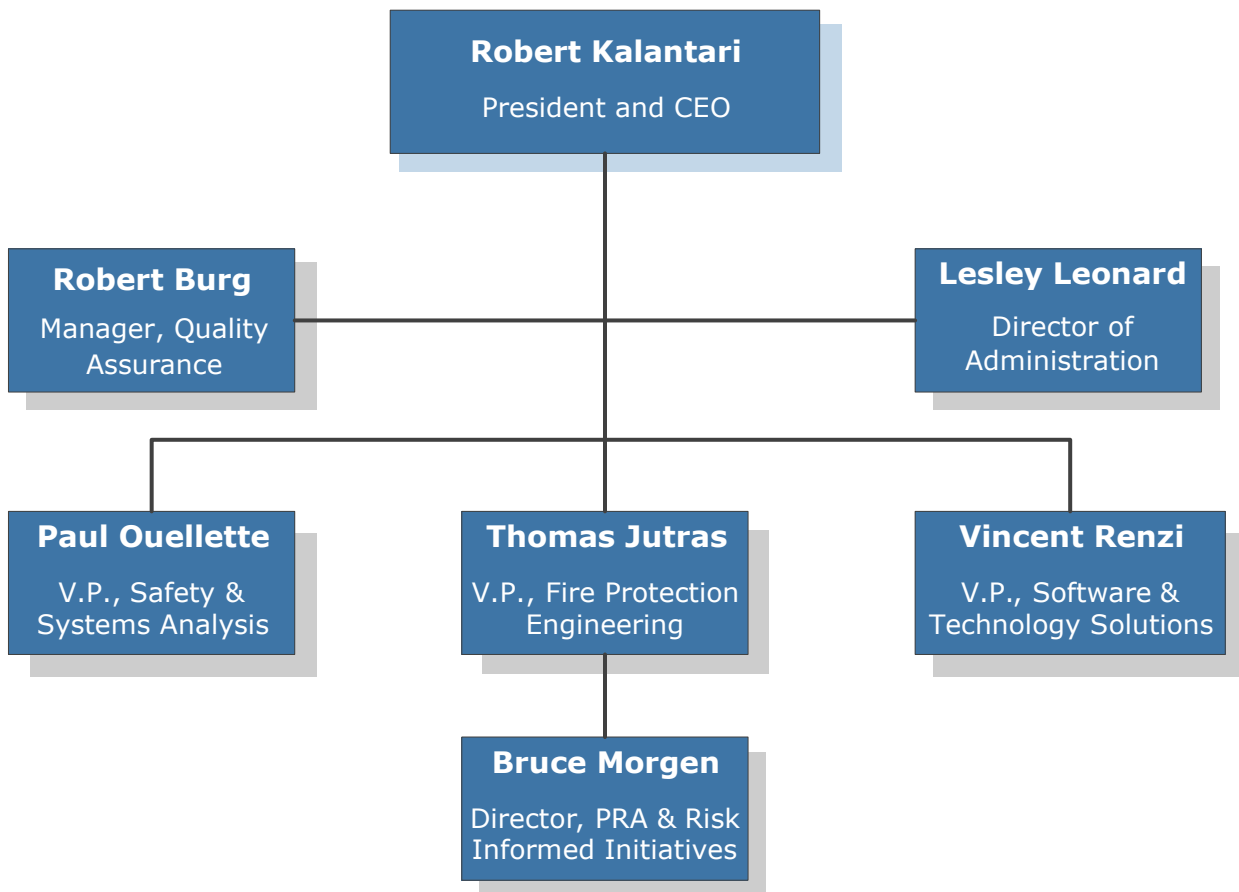 Robert Kalantari
President and CEO
Robert Burg
Manager, Quality
Assurance
Lesley Leonard
Director of
Administration
Paul Ouellette
V.P., Safety &
Systems Analysis
Thomas Jutras
V.P., Fire Protection
Engineering
Vincent Renzi
V.P., Software &
Technology Solutions
Bruce Morgen
Director, PRA & Risk
Informed Initiatives